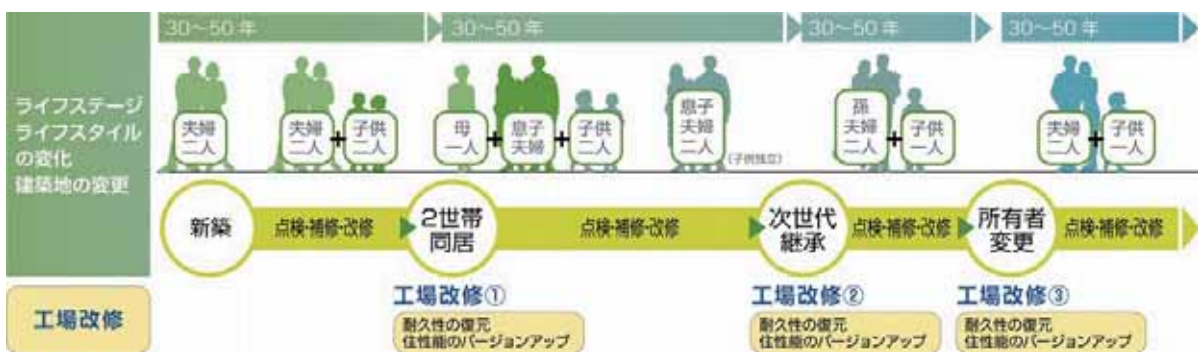 30〜50年
30〜50年
30〜50年
30〜50年
ライフステージ
ライフスタイル
の変化
建築地の変更
夫婦
二人
夫婦
二人
+
子供
二人
母
一人
+
息子
夫婦
+
子供
二人
息子
夫婦
二人
(子供独立)
孫
夫婦
二人
+
子供
一人
夫婦
二人
+
子供
一人
新築
点検・補修・改修
2世帯
同居
点検・補修・改修
次世代
継承
点検・補修・改修
所有者
変更
点検・補修・改修
工場改修
工場改修①
耐久性の復元
住性能のバージョンアップ
工場改修②
耐久性の復元
住性能のバージョンアップ
工場改修③
耐久性の復元
住性能のバージョンアップ